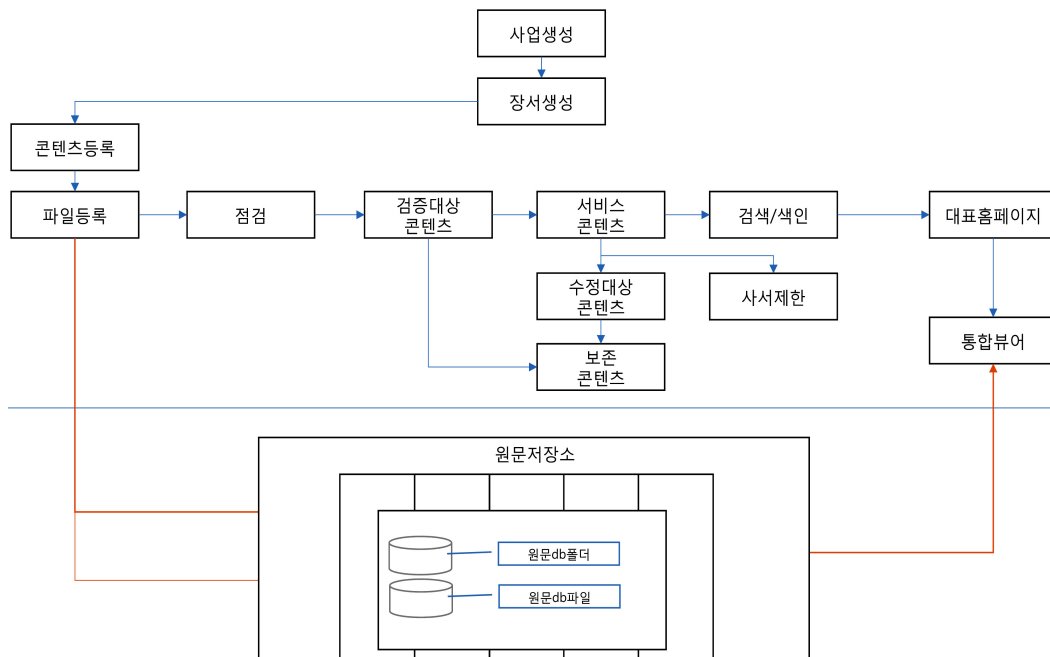 사업생성
장서생성
콘텐츠등록
파일등록
점검
검증대상
콘텐츠
서비스
콘텐츠
검색/색인
대표홈페이지
수정대상
콘텐츠
사서제한
통합뷰어
보존
콘텐츠
원문저장소
원문db폴더
원문db파일